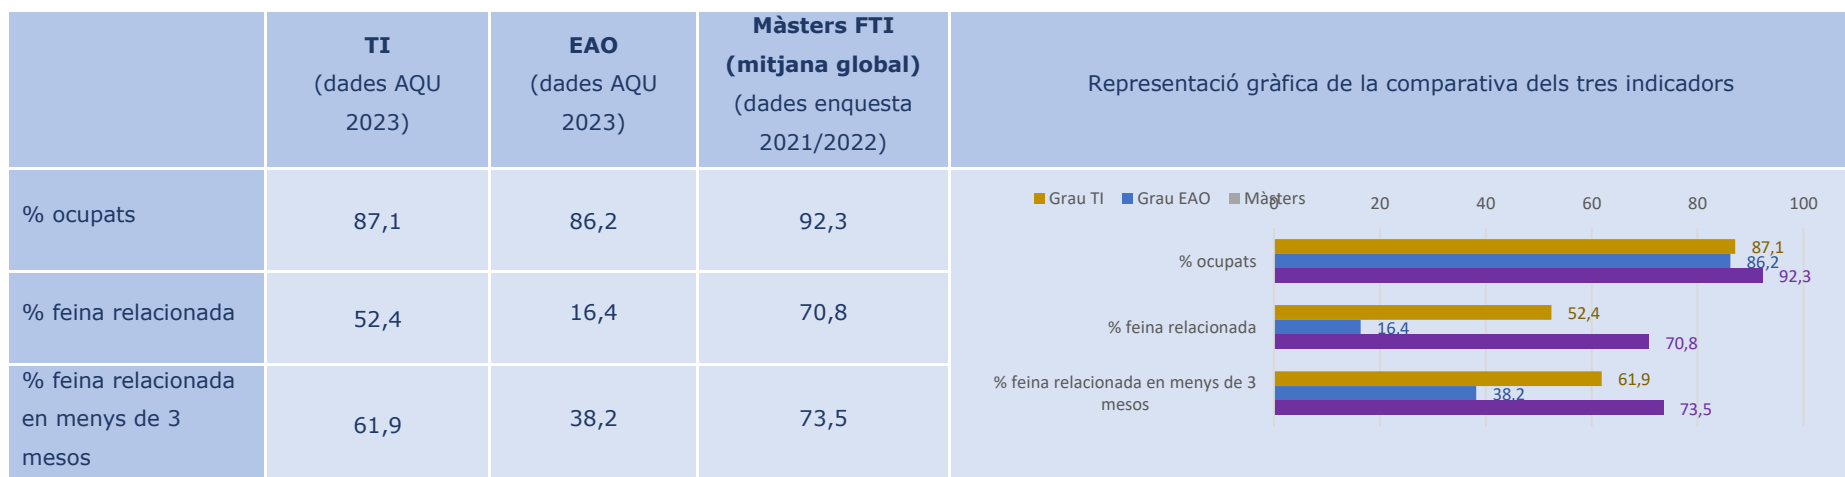 TI
(dades AQU
2023)
EAO
(dades AQU
2023)
Màsters FTI
(mitjana global)
(dades enquesta
2021/2022)
Representació gràfica de la comparativa dels tres indicadors
% ocupats
87,1
86,2
92,3
% feina relacionada
52,4
16,4
70,8
% feina relacionada
en menys de 3
mesos
61,9
38,2
73,5
Grau TI
Grau EAO
Màsters
0
20
40
60
80
100
% ocupats
87,1
86,2
92,3
% feina relacionada
52,4
16,4
70,8
% feina relacionada en menys de 3
mesos
61,9
38,2
73,5